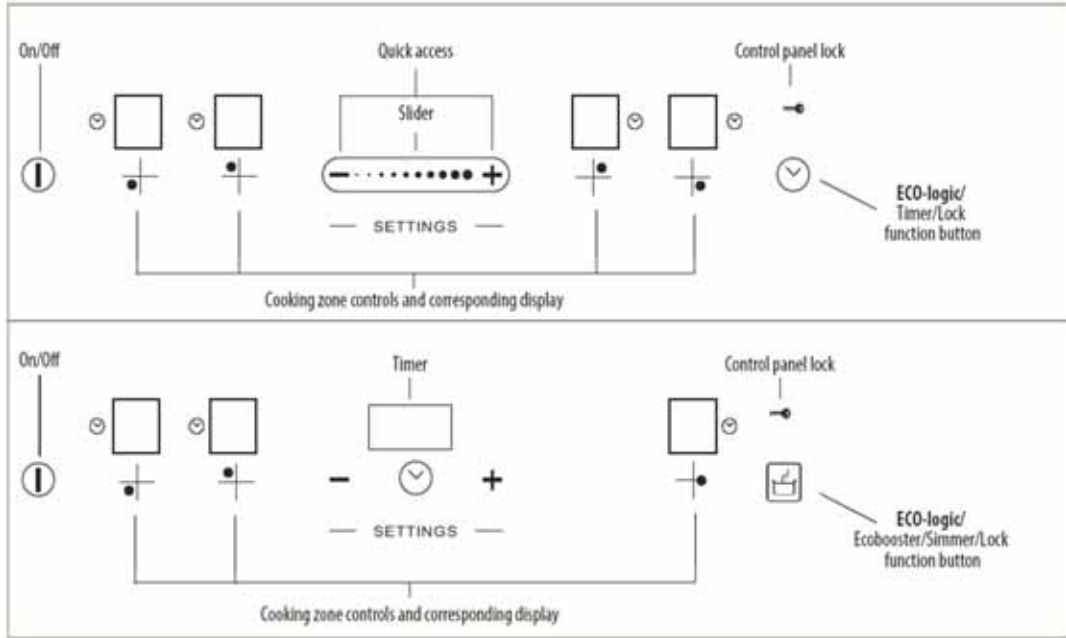 On/Off
Quick access
Control panel lock
Slider
SETTINGS
ECO-logic/
Timer/Lock
function button
Cooking zone controls and corresponding display
On/Off
Timer
Control panel lock
SETTINGS
ECO-logic/
Ecobooster/Simmer/Lock
function button
Cooking zone controls and corresponding display